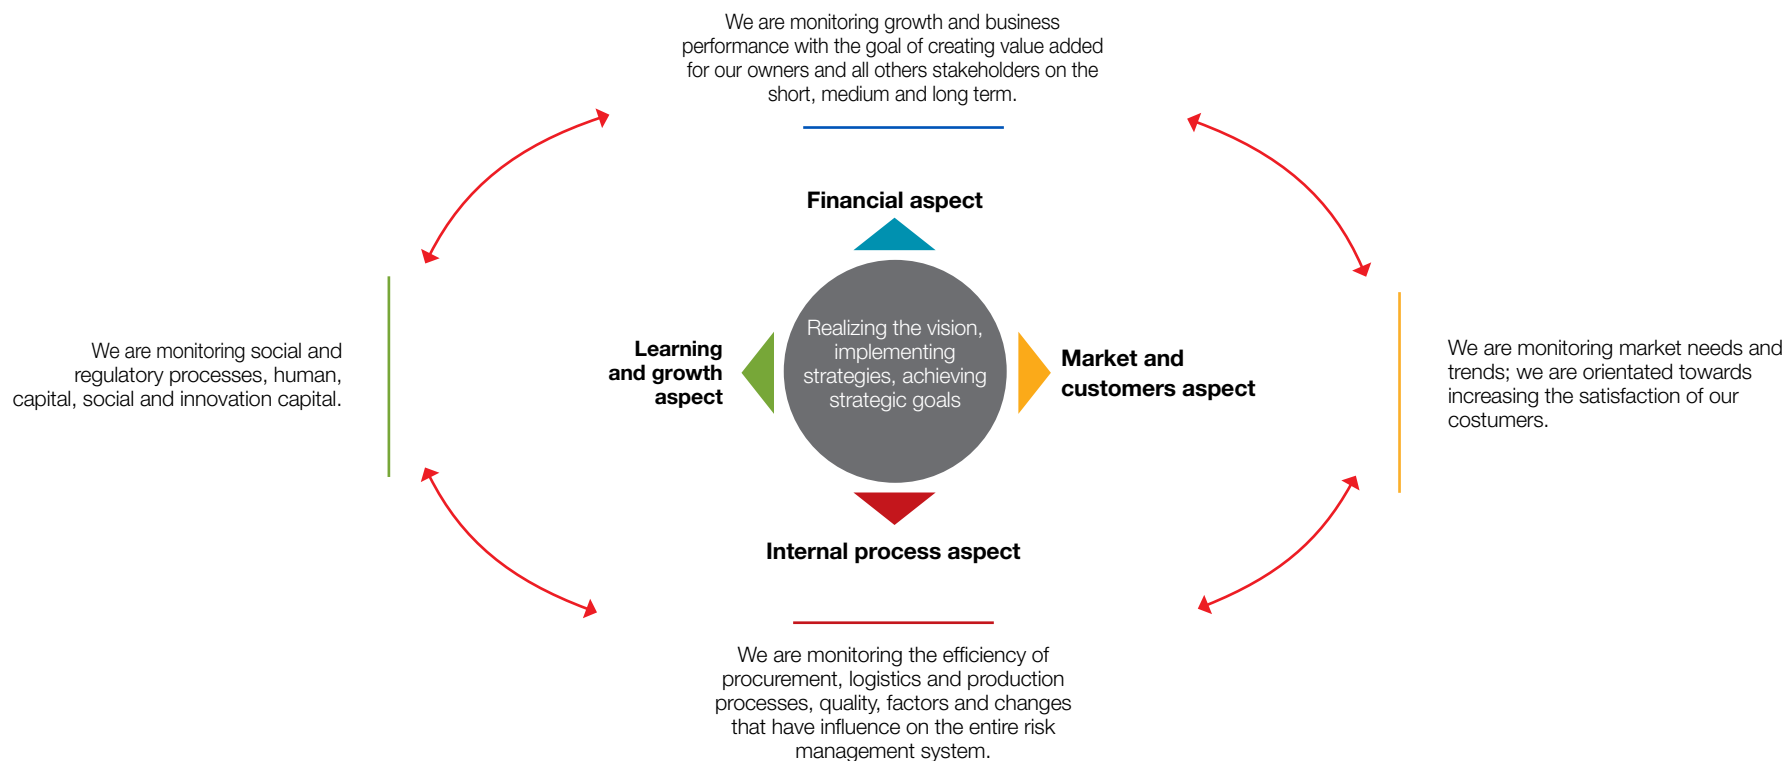 We are monitoring growth and business
performance with the goal of creating value added
for our owners and all others stakeholders on the
short, medium and long term.
Financial aspect
We are monitoring social and
regulatory processes, human,
capital, social and innovation capital.
Learning
and growth
aspect
Realizing the vision,
implementing
strategies, achieving
strategic goals
Market and
customers aspect
We are monitoring market needs and
trends; we are orientated towards
increasing the satisfaction of our
costumers.
Internal process aspect
We are monitoring the efficiency of
procurement, logistics and production
processes, quality, factors and changes
that have influence on the entire risk
management system.